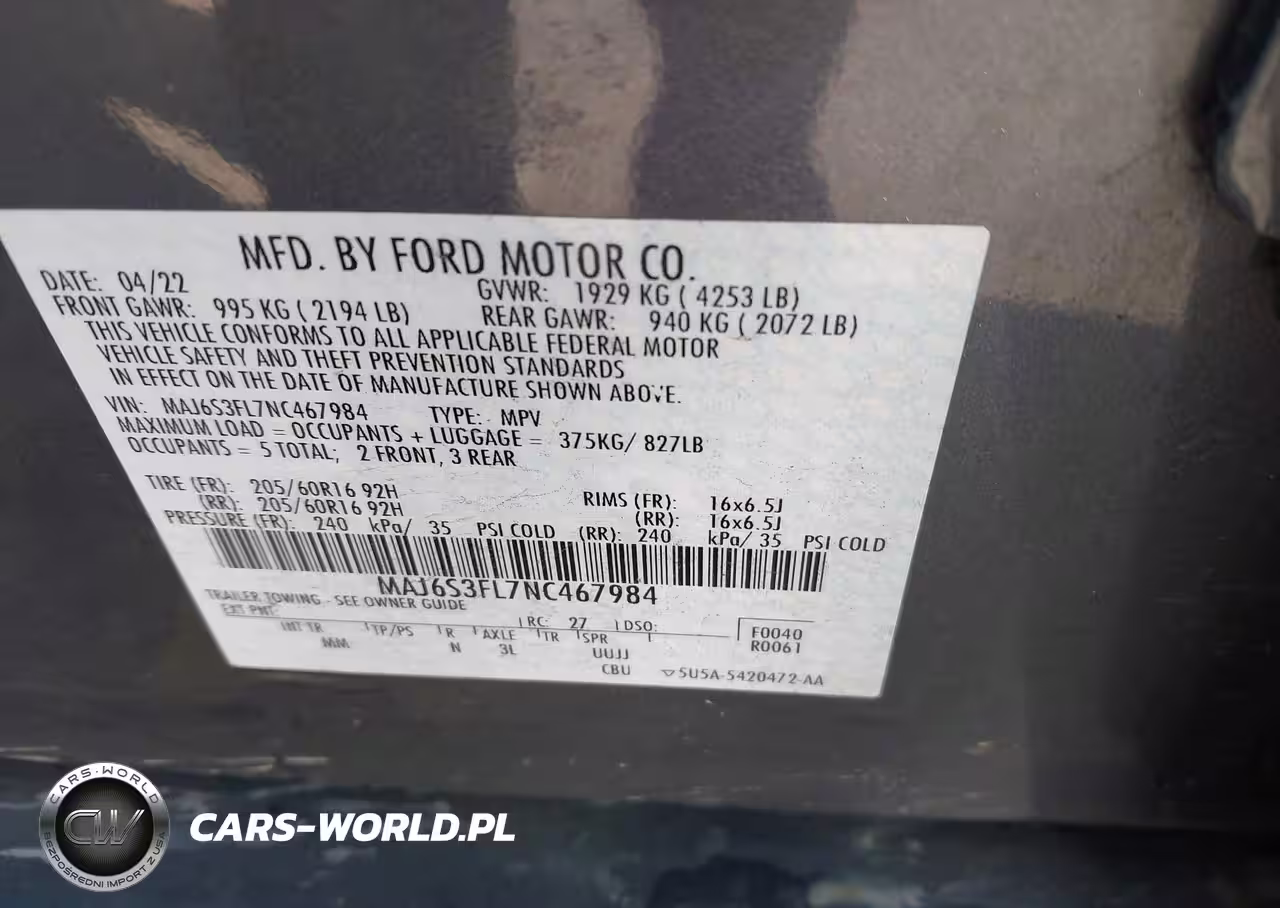 MFD. BY FORD MOTOR CO.
DATE: 04/22 GVWR: 1929 KG ( 4253 LB)
FRONT GAWR: 995 KG ( 2194 LB) REAR GAWR: 940 KG ( 2072 LB)
THIS VEHICLE CONFORMS TO ALL APPLICABLE FEDERAL MOTOR
VEHICLE SAFETY AND THEFT PREVENTION STANDARDS
IN EFFECT ON THE DATE OF MANUFACTURE SHOWN ABOVE.
VIN: MAJ6S3FL7NC467984 TYPE: MPV
MAXIMUM LOAD = OCCUPANTS + LUGGAGE = 375KG/ 827LB
OCCUPANTS = 5 TOTAL; 2 FRONT, 3 REAR
TIRE (FR): 205/60R16 92H RIMS (FR): 16x6.5J
(RR): 205/60R16 92H (RR): 16x6.5J
PRESSURE (FR): 240 kPa/ 35 PSI COLD (RR): 240 kPa/ 35 PSI COLD
MAJ6S3FL7NC467984
TRAILER TOWING - SEE OWNER GUIDE
EXT PNT: RC: 27 DSO: F0040
INT TR TP/PS R AXLE TR SPR R0061
MM N 3L UUJJ
CBU ▽5U5A-5420472-AA
CARS-WORLD
CW
BEZPOŚREDNI IMPORT Z USA
CARS-WORLD.PL